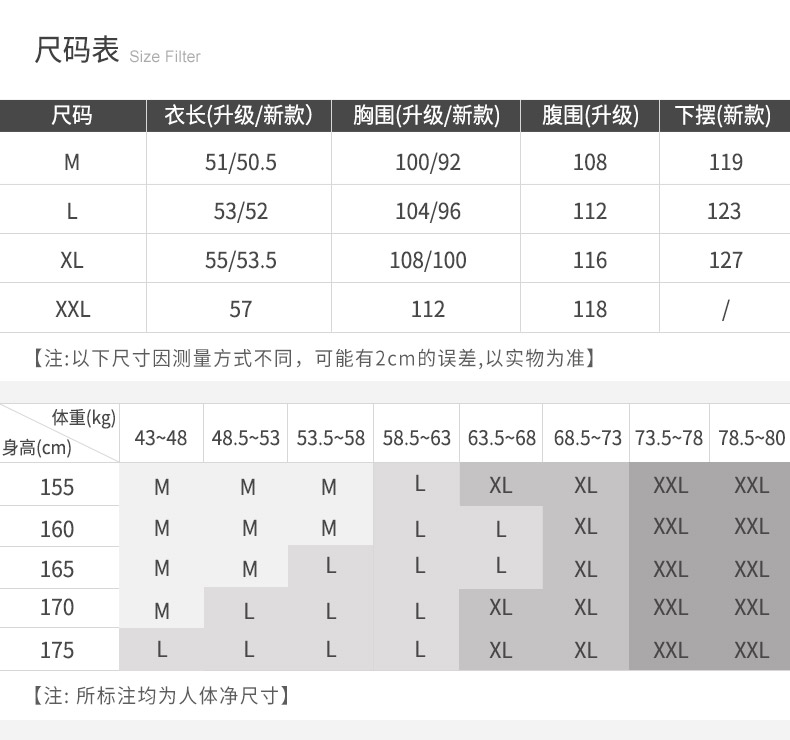 尺码表 Size Filter
尺码 衣长(升级/新款) 胸围(升级/新款) 腹围(升级) 下摆(新款)
M 51/50.5 100/92 108 119
L 53/52 104/96 112 123
XL 55/53.5 108/100 116 127
XXL 57 112 118 /
【注:以下尺寸因测量方式不同，可能有2cm的误差,以实物为准】
体重(kg)
身高(cm) 43~48 48.5~53 53.5~58 58.5~63 63.5~68 68.5~73 73.5~78 78.5~80
155 M M M L XL XL XXL XXL
160 M M M L L XL XXL XXL
165 M M L L L XL XXL XXL
170 M L L L XL XL XXL XXL
175 L L L L XL XL XXL XXL
【注: 所标注均为人体净尺寸】